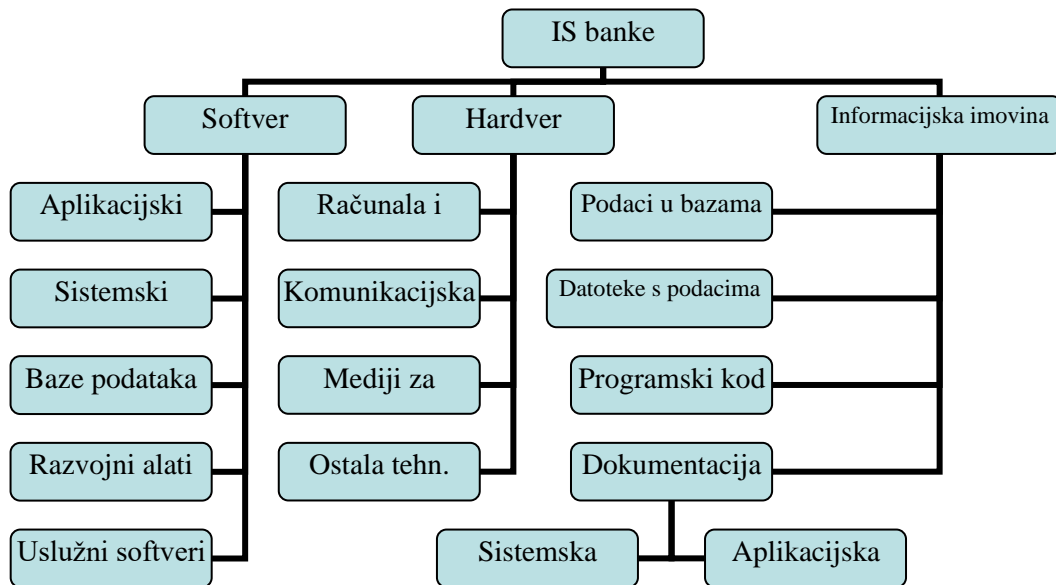 IS banke
Softver
Hardver
Informacijska imovina
Aplikacijski
Računala i
Podaci u bazama
Sistemski
Komunikacijska
Datoteke s podacima
Baze podataka
Mediji za
Programski kod
Razvojni alati
Ostala tehn.
Dokumentacija
Uslužni softveri
Sistemska
Aplikacijska